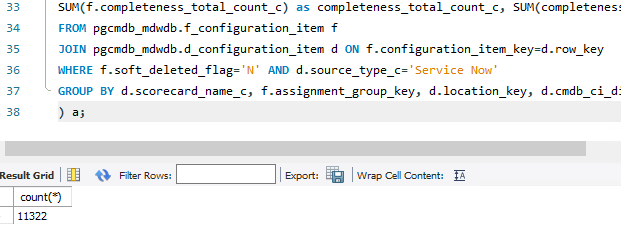 33 SUM(f.completeness_total_count_c) as completeness_total_count_c, SUM(completeness
34 FROM pgcmdb_mdwdb.f_configuration_item f
35 JOIN pgcmdb_mdwdb.d_configuration_item d ON f.configuration_item_key=d.row_key
36 WHERE f.soft_deleted_flag='N' AND d.source_type_c='Service Now'
37 GROUP BY d.scorecard_name_c, f.assignment_group_key, d.location_key, d.cmdb_ci_di
38 ) a;
Result Grid Filter Rows: Export: Wrap Cell Content:
count(*)
11322